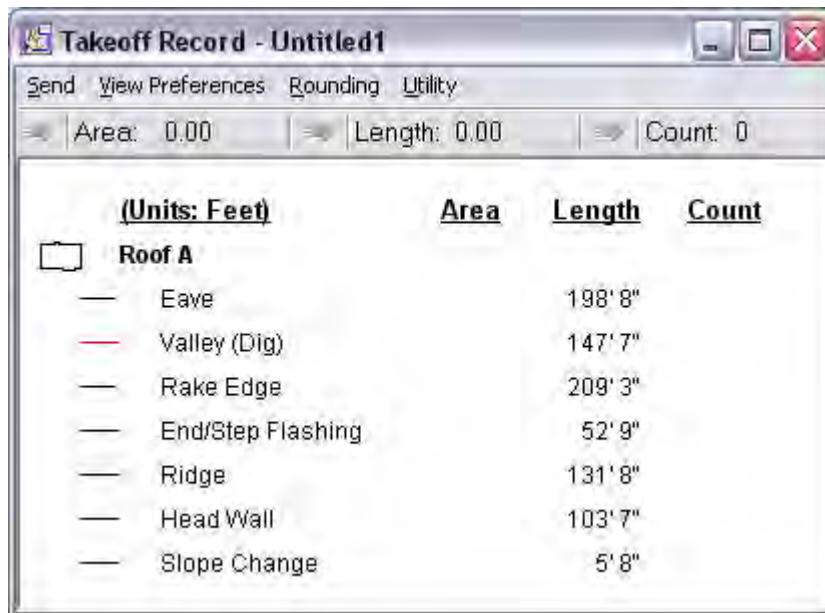 Takeoff Record - Untitled1
Send View Preferences Rounding Utility
Area: 0.00 Length: 0.00 Count: 0
(Units: Feet) Area Length Count
Roof A
Eave 198' 8"
Valley (Dig) 147' 7"
Rake Edge 209' 3"
End/Step Flashing 52' 9"
Ridge 131' 8"
Head Wall 103' 7"
Slope Change 5' 8"